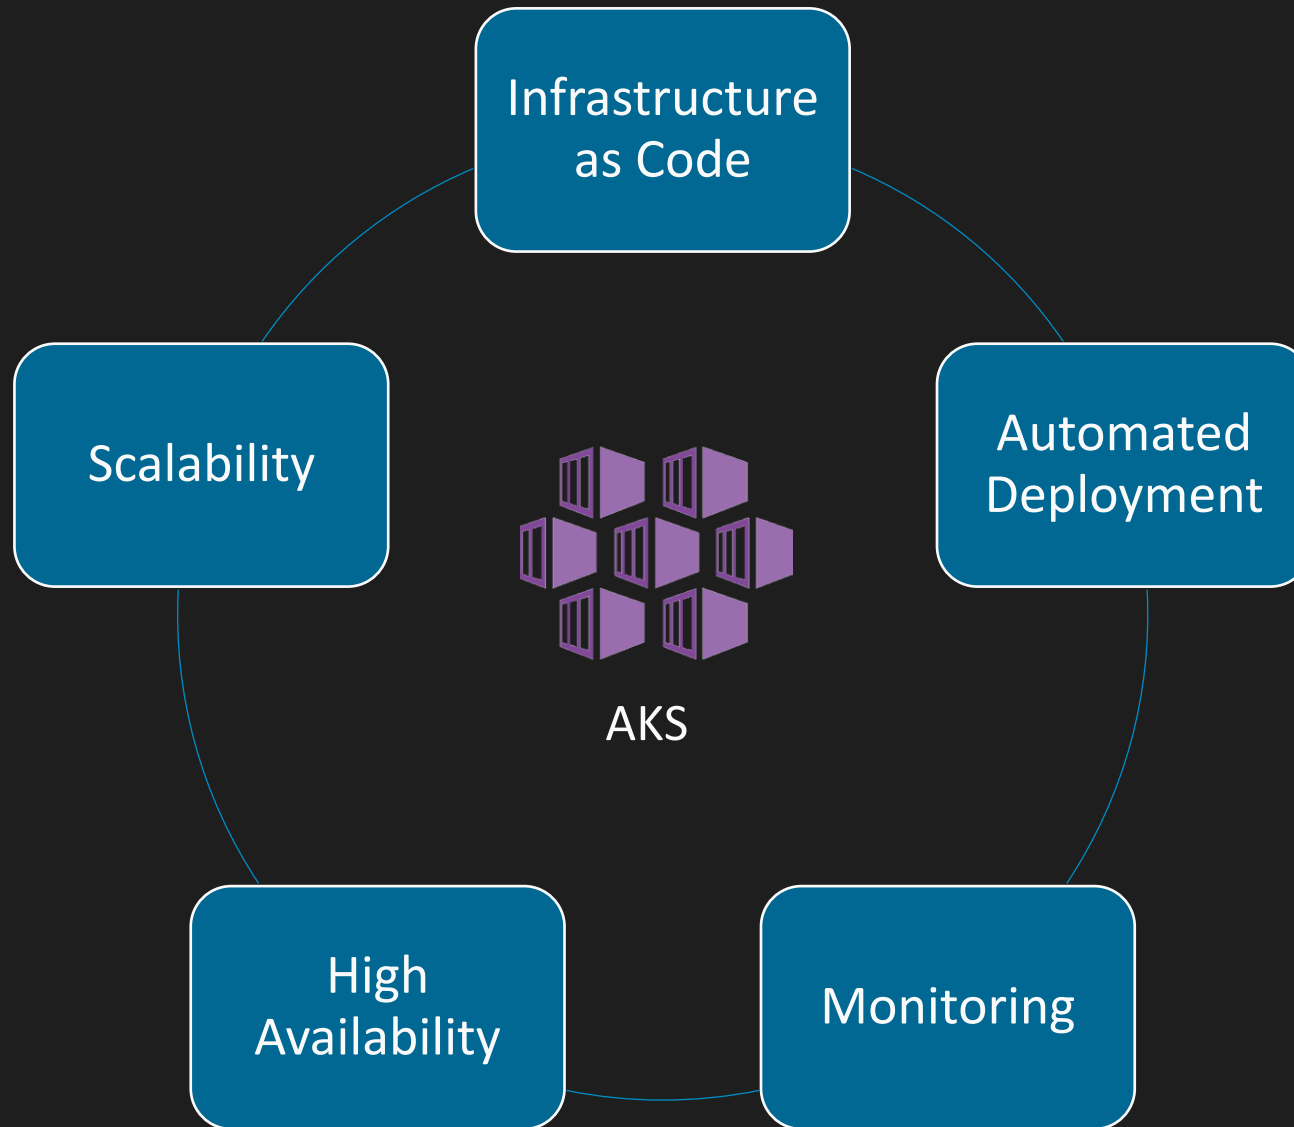 Infrastructure
as Code
Scalability
Automated
Deployment
AKS
High
Availability
Monitoring